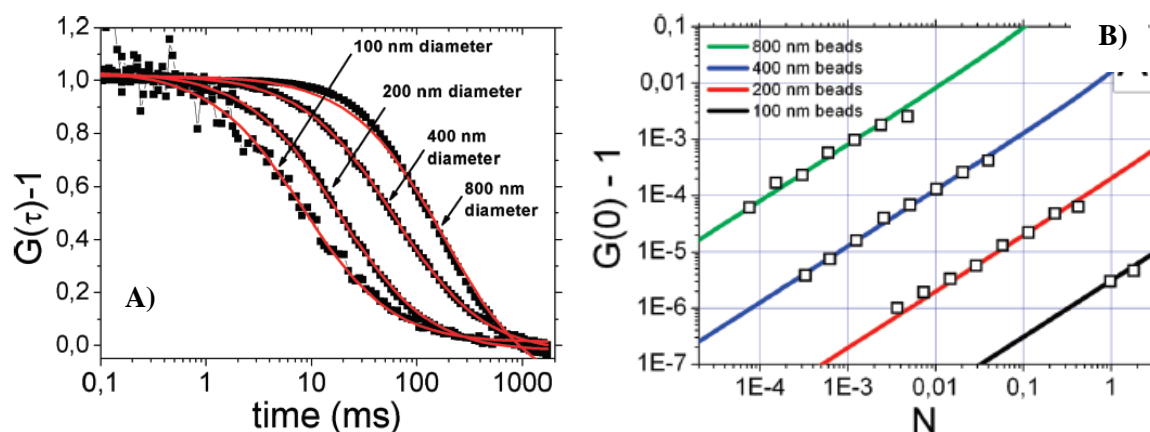 1,2
1,0
0,8
0,6
0,4
0,2
0,0
G(τ)-1
100 nm diameter
200 nm diameter
400 nm
diameter
800 nm
diameter
A)
0,1 1 10 100 1000
time (ms)
0,1
0,01
1E-3
1E-4
1E-5
1E-6
1E-7
G(0) - 1
B)
800 nm beads
400 nm beads
200 nm beads
100 nm beads
1E-4 1E-3 0,01 0,1 1
N